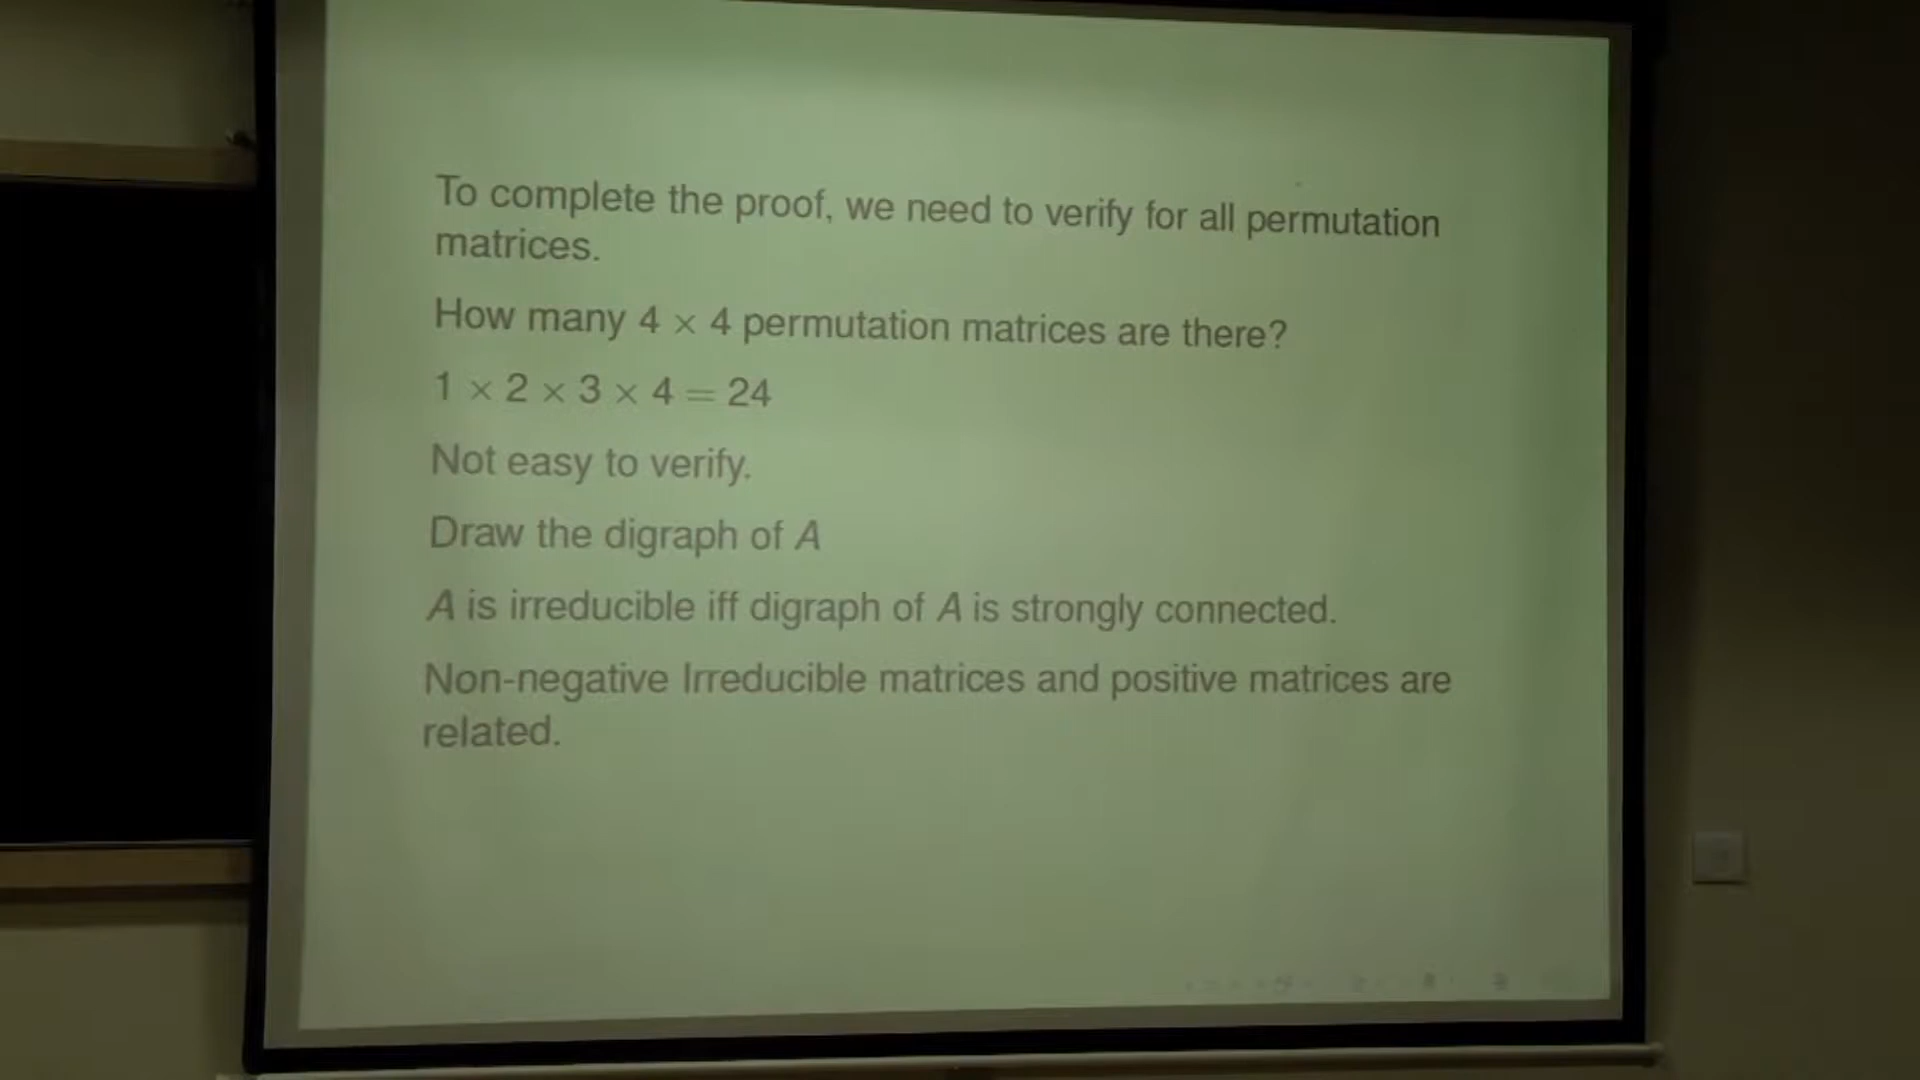 To complete the proof, we need to verify for all permutation
matrices.
How many 4 × 4 permutation matrices are there?
1 × 2 × 3 × 4 = 24
Not easy to verify.
Draw the digraph of A
A is irreducible iff digraph of A is strongly connected.
Non-negative Irreducible matrices and positive matrices are
related.